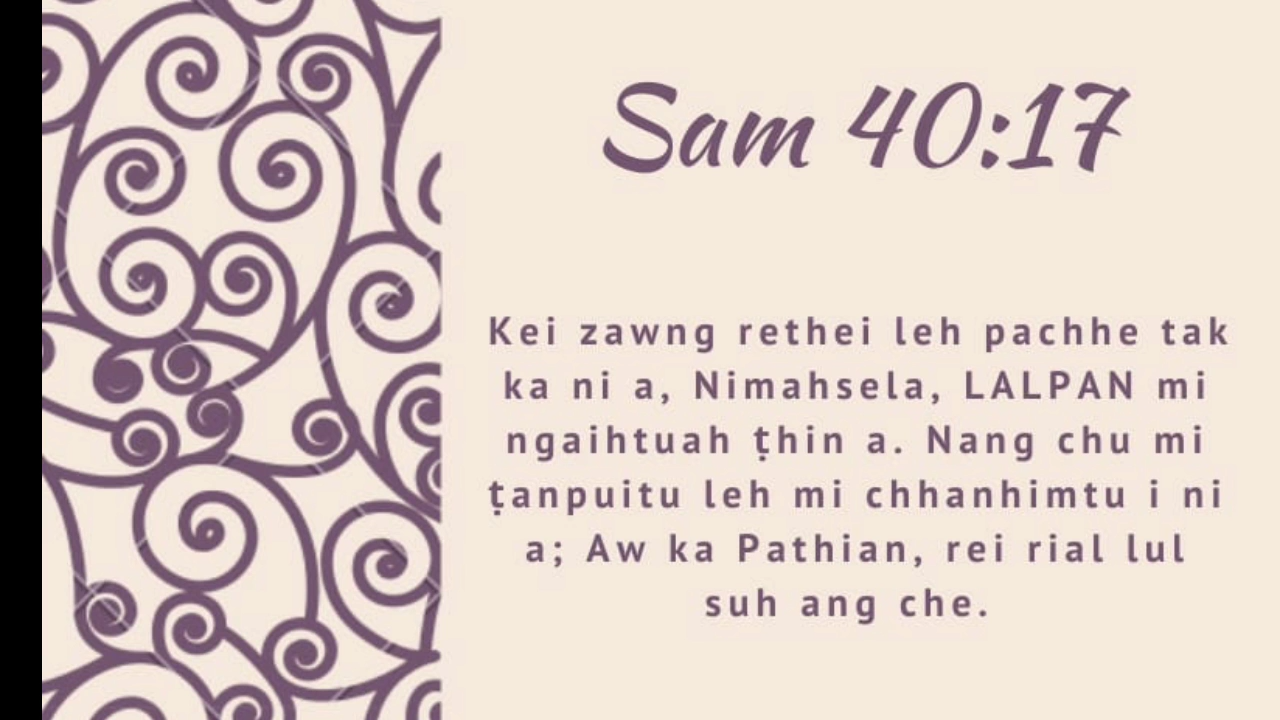 Sam 40:17
Kei zawng rethei leh pachhe tak
ka ni a, Nimahsela, LALPAN mi
ngaihtuah ṭhin a. Nang chu mi
ṭanpuitu leh mi chhanhimtu i ni
a; Aw ka Pathian, rei rial lul
suh ang che.